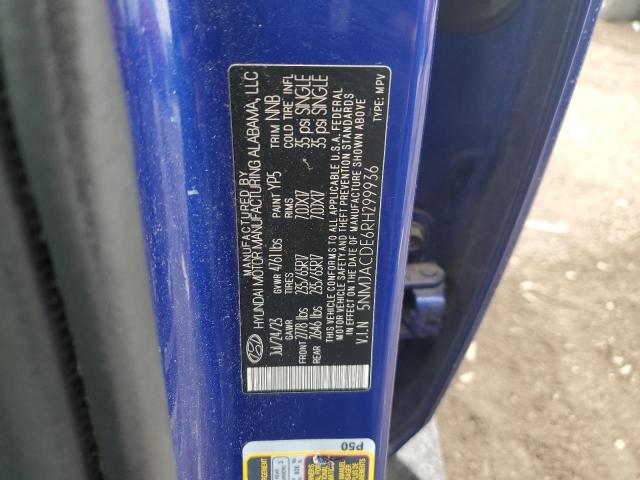 MANUFACTURED BY
HYUNDAI MOTOR MANUFACTURING ALABAMA, LLC
Jul/24/23 GVWR 4761 lbs PAINT YP5 TRIM NNB
GAWR TIRES RIMS COLD TIRE INFL
FRONT 2778 lbs 235/65R17 7.0JX17 35 psi SINGLE
REAR 2646 lbs 235/65R17 7.0JX17 35 psi SINGLE
THIS VEHICLE CONFORMS TO ALL APPLICABLE U.S.A. FEDERAL
MOTOR VEHICLE SAFETY AND THEFT PREVENTION STANDARDS
IN EFFECT ON THE DATE OF MANUFACTURE SHOWN ABOVE
V.I.N 5NMJACDE6RH299936 TYPE: MPV
P50